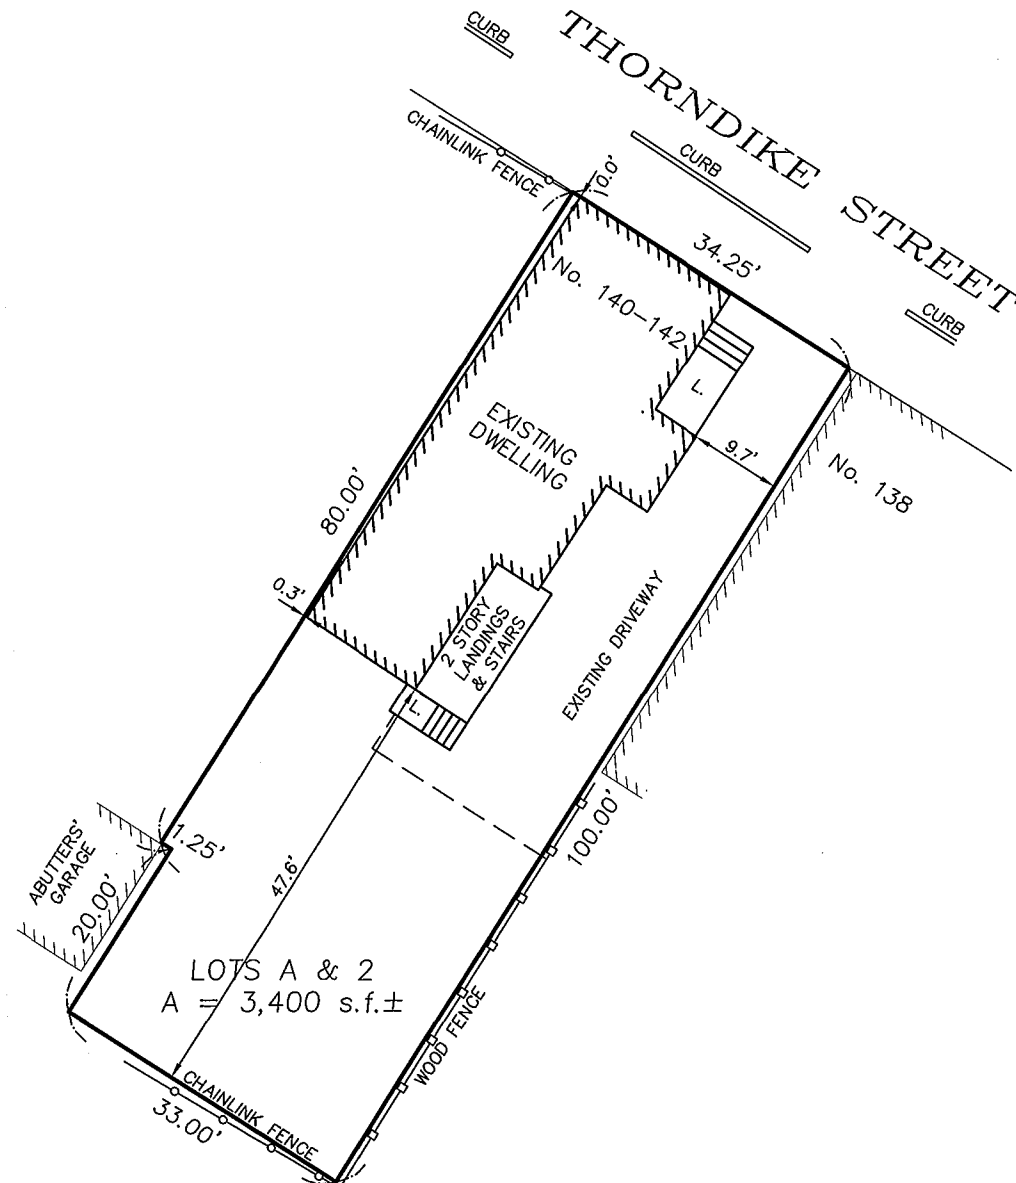 CURB
THORNDIKE STREET
CHAINLINK FENCE
CURB
0.0'
34.25'
CURB
No. 140-142
L.
EXISTING
DWELLING
9.7'
No. 138
80.00'
0.3'
2 STORY
LANDINGS
& STAIRS
EXISTING DRIVEWAY
L.
100.00'
1.25'
ABUTTERS'
GARAGE
20.00'
47.6'
LOTS A & 2
A = 3,400 s.f.±
WOOD FENCE
CHAINLINK FENCE
33.00'